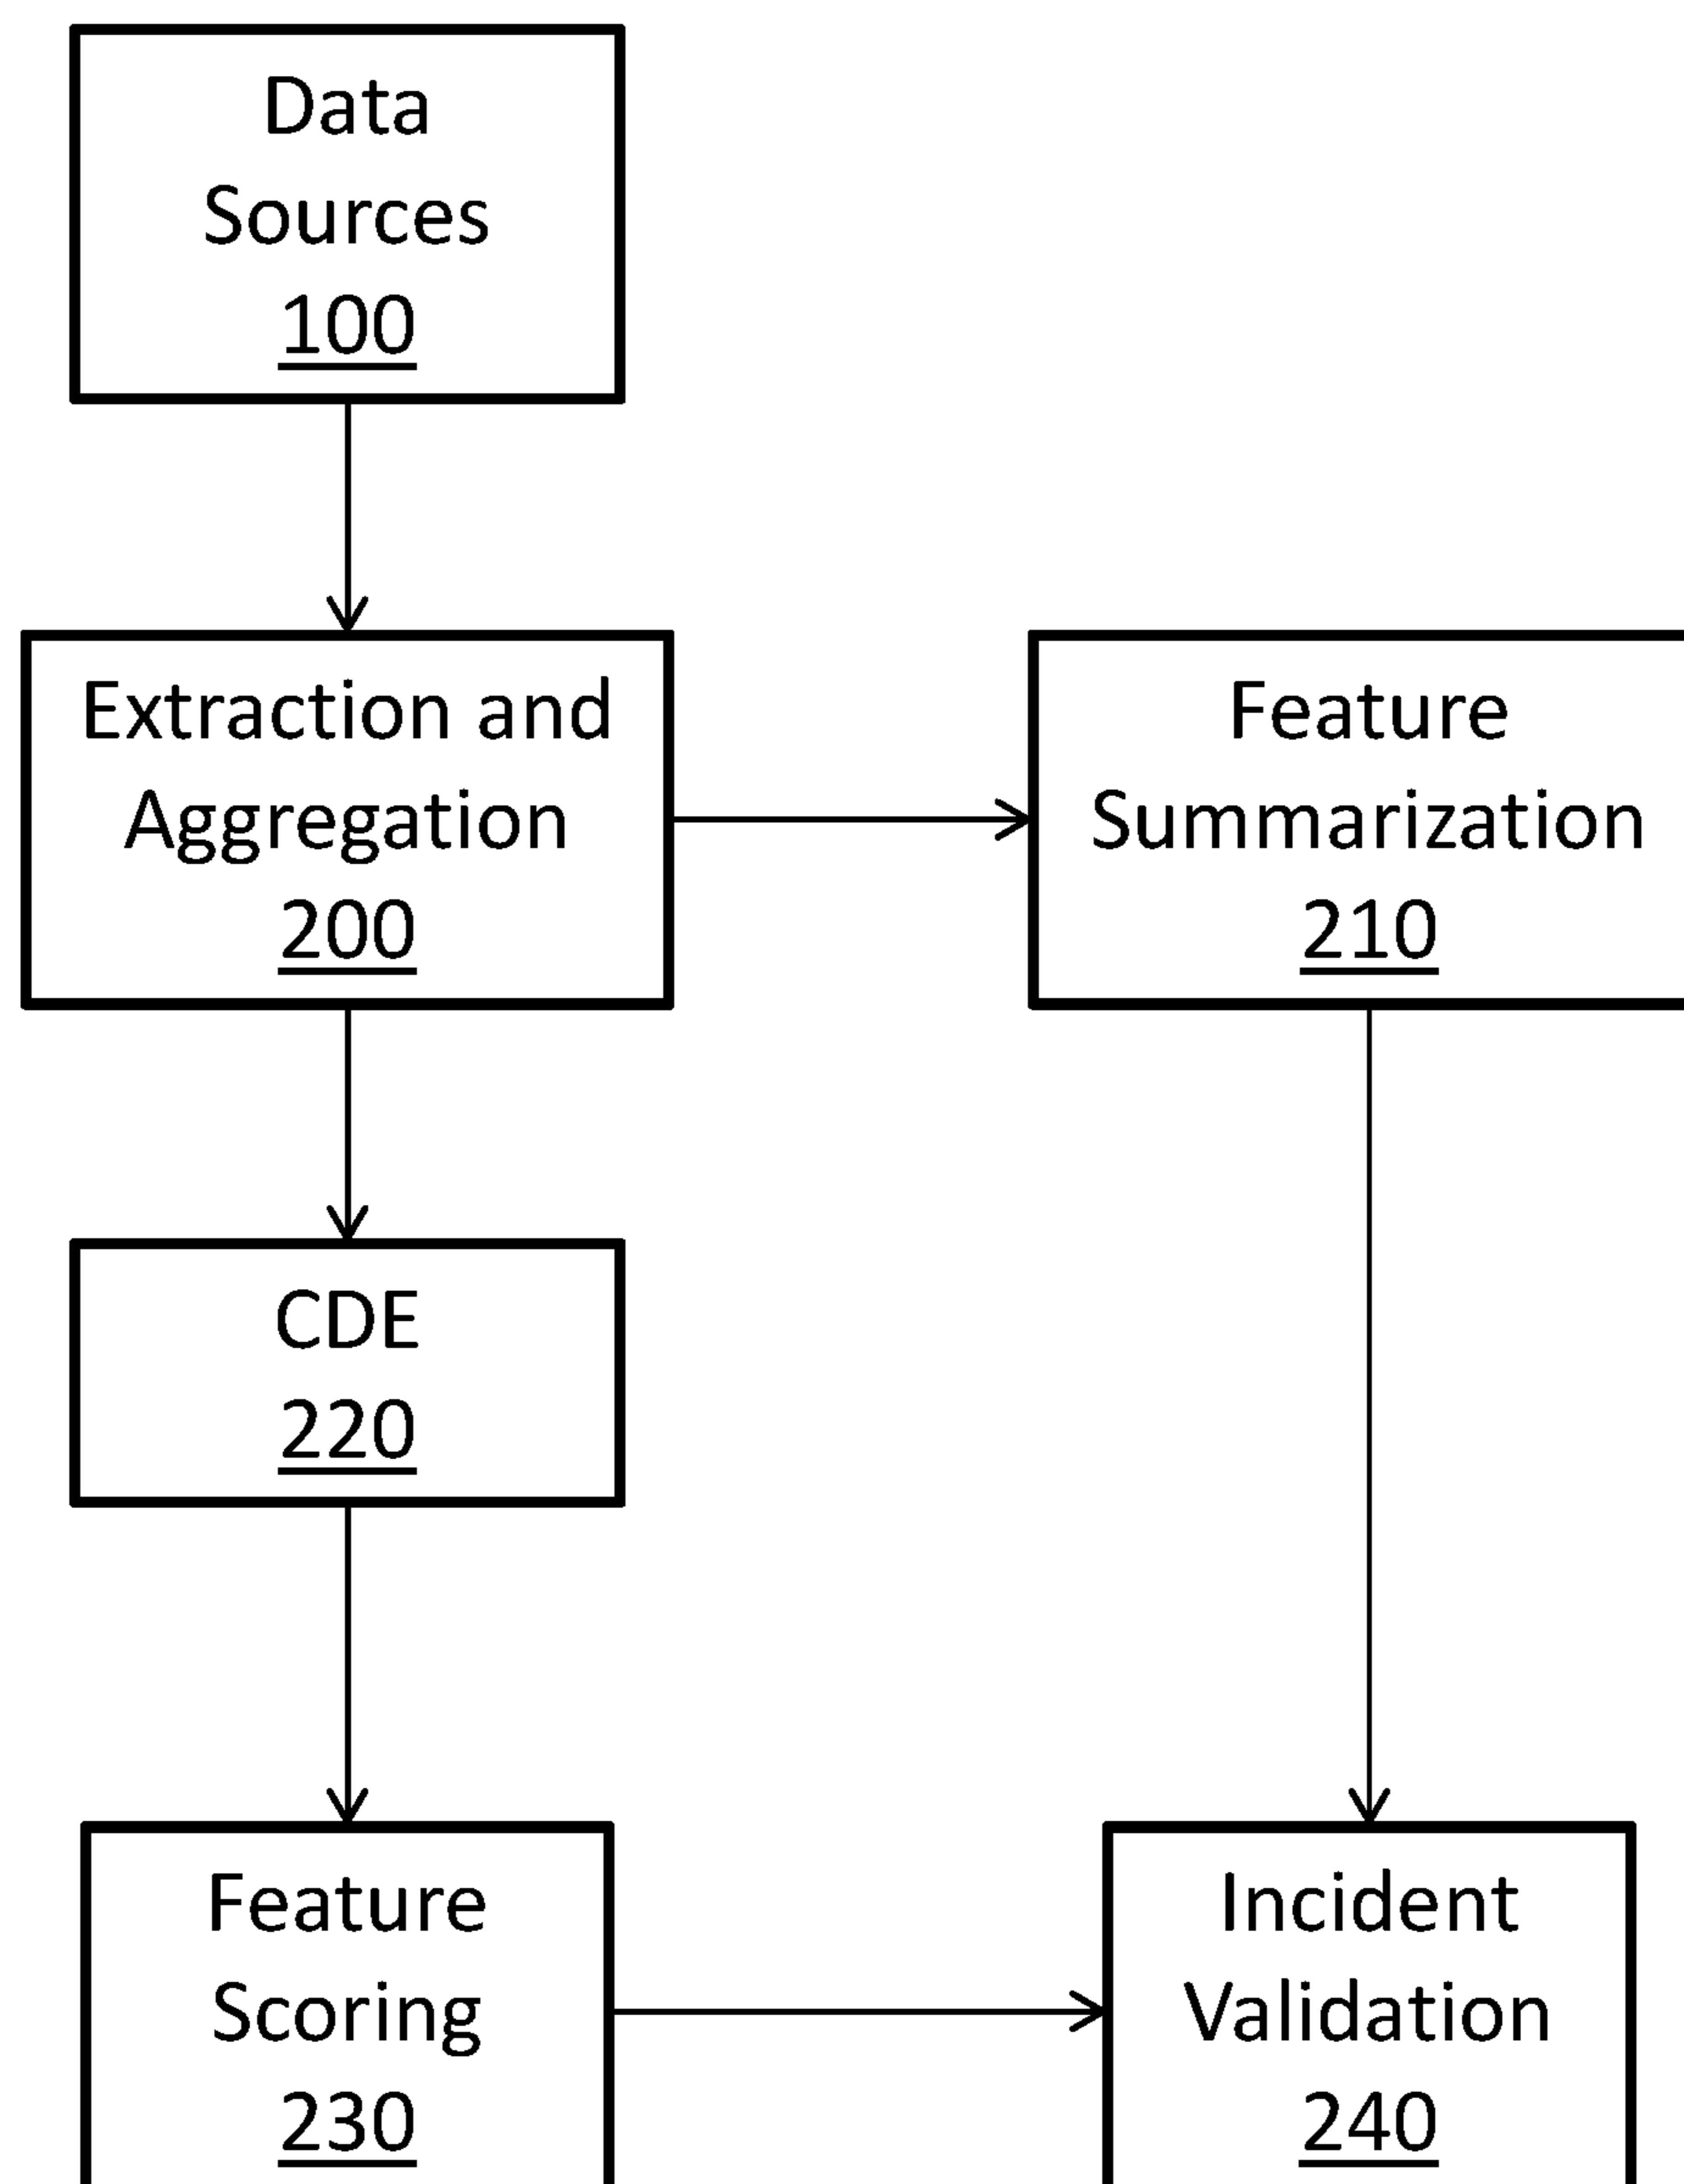 Data
Sources
100
Extraction and
Aggregation
200
Feature
Summarization
210
CDE
220
Feature
Scoring
230
Incident
Validation
240